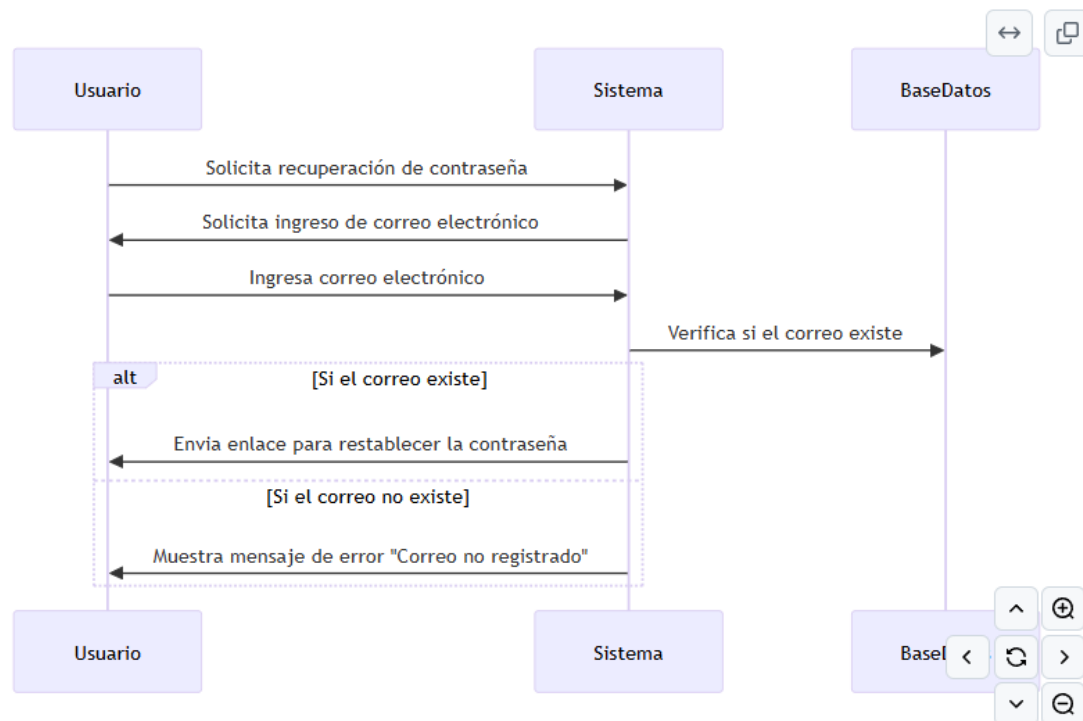 Usuario
Sistema
BaseDatos
Solicita recuperación de contraseña
Solicita ingreso de correo electrónico
Ingresa correo electrónico
Verifica si el correo existe
alt
[Si el correo existe]
Envia enlace para restablecer la contraseña
[Si el correo no existe]
Muestra mensaje de error "Correo no registrado"
Usuario
Sistema